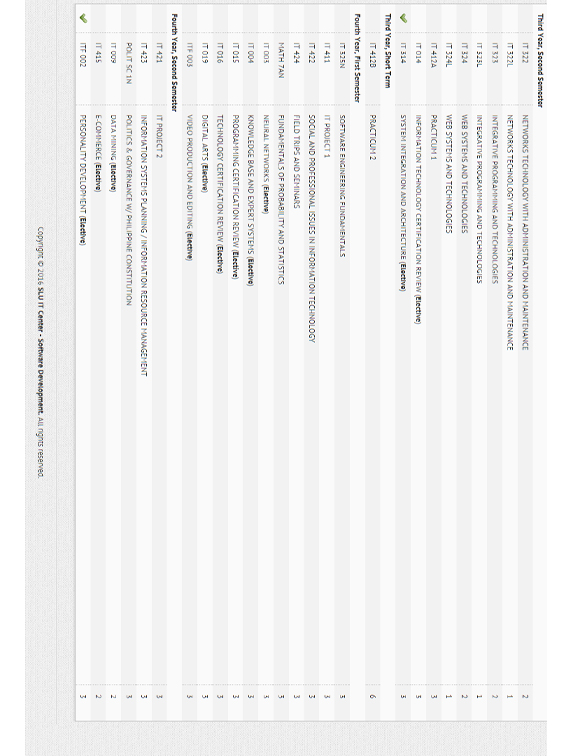 Third Year, Second Semester
IT 322 NETWORKS TECHNOLOGY WITH ADMINISTRATION AND MAINTENANCE 2
IT 322L NETWORKS TECHNOLOGY WITH ADMINISTRATION AND MAINTENANCE 1
IT 323 INTEGRATIVE PROGRAMMING AND TECHNOLOGIES 2
IT 323L INTEGRATIVE PROGRAMMING AND TECHNOLOGIES 1
IT 324 WEB SYSTEMS AND TECHNOLOGIES 2
IT 324L WEB SYSTEMS AND TECHNOLOGIES 1
IT 412A PRACTICUM 1 3
IT 014 INFORMATION TECHNOLOGY CERTIFICATION REVIEW (Elective) 3
IT 314 SYSTEM INTEGRATION AND ARCHITECTURE (Elective) 3
Third Year, Short Term
IT 412B PRACTICUM 2 6
Fourth Year, First Semester
IT 325N SOFTWARE ENGINEERING FUNDAMENTALS 3
IT 411 IT PROJECT 1 3
IT 422 SOCIAL AND PROFESSIONAL ISSUES IN INFORMATION TECHNOLOGY 3
IT 424 FIELD TRIPS AND SEMINARS 3
MATH 7AN FUNDAMENTALS OF PROBABILITY AND STATISTICS 3
IT 003 NEURAL NETWORKS (Elective) 3
IT 004 KNOWLEDGE BASE AND EXPERT SYSTEMS (Elective) 3
IT 015 PROGRAMMING CERTIFICATION REVIEW (Elective) 3
IT 016 TECHNOLOGY CERTIFICATION REVIEW (Elective) 3
IT 019 DIGITAL ARTS (Elective) 3
ITF 003 VIDEO PRODUCTION AND EDITING (Elective) 3
Fourth Year, Second Semester
IT 421 IT PROJECT 2 3
IT 423 INFORMATION SYSTEMS PLANNING / INFORMATION RESOURCE MANAGEMENT 3
POLIT SC 1N POLITICS & GOVERNANCE W/ PHILIPPINE CONSTITUTION 3
IT 009 DATA MINING (Elective) 2
IT 415 E-COMMERCE (Elective) 2
ITF 002 PERSONALITY DEVELOPMENT (Elective) 3
Copyright © 2016 SLU IT Center - Software Development. All rights reserved.